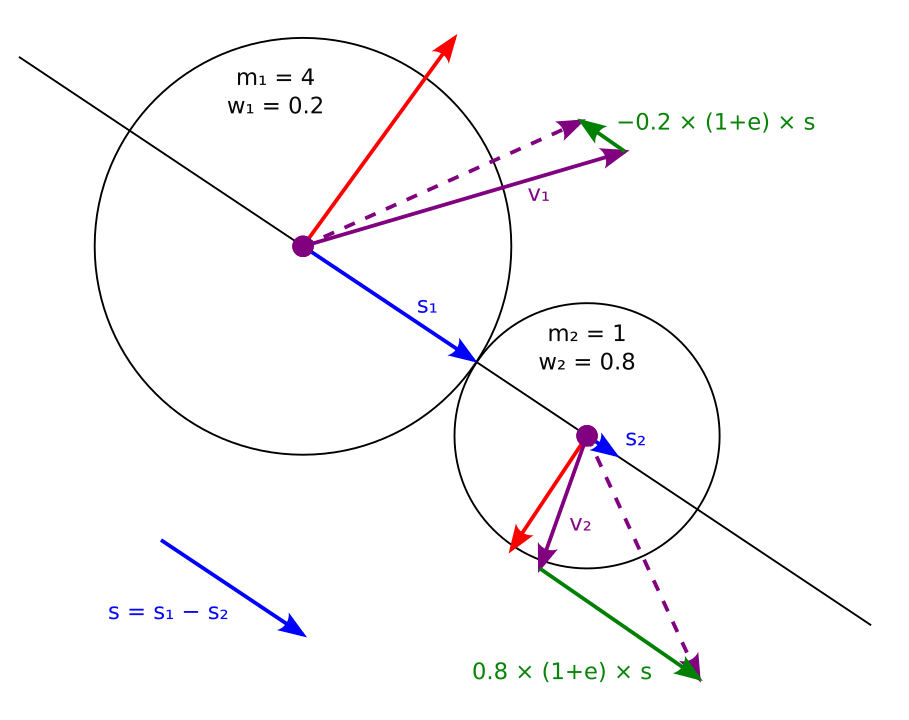 m₁ = 4
w₁ = 0.2
−0.2 × (1+e) × s
v₁
s₁
m₂ = 1
w₂ = 0.8
s₂
v₂
s = s₁ − s₂
0.8 × (1+e) × s